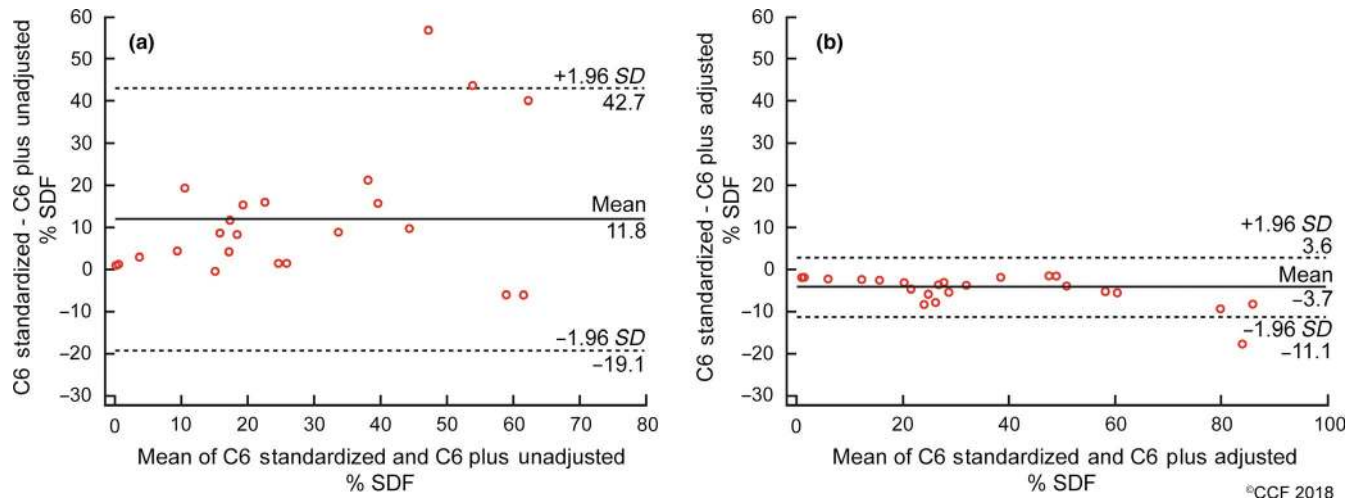 (a)
C6 standardized - C6 plus unadjusted
% SDF
60
50
40
30
20
10
0
–10
–20
–30
+1.96 SD
42.7
Mean
11.8
–1.96 SD
–19.1
0 10 20 30 40 50 60 70 80
Mean of C6 standardized and C6 plus unadjusted
% SDF
(b)
C6 standardized - C6 plus adjusted
% SDF
60
50
40
30
20
10
0
–10
–20
–30
+1.96 SD
3.6
Mean
–3.7
–1.96 SD
–11.1
0 20 40 60 80 100
Mean of C6 standardized and C6 plus adjusted
% SDF
©CCF 2018